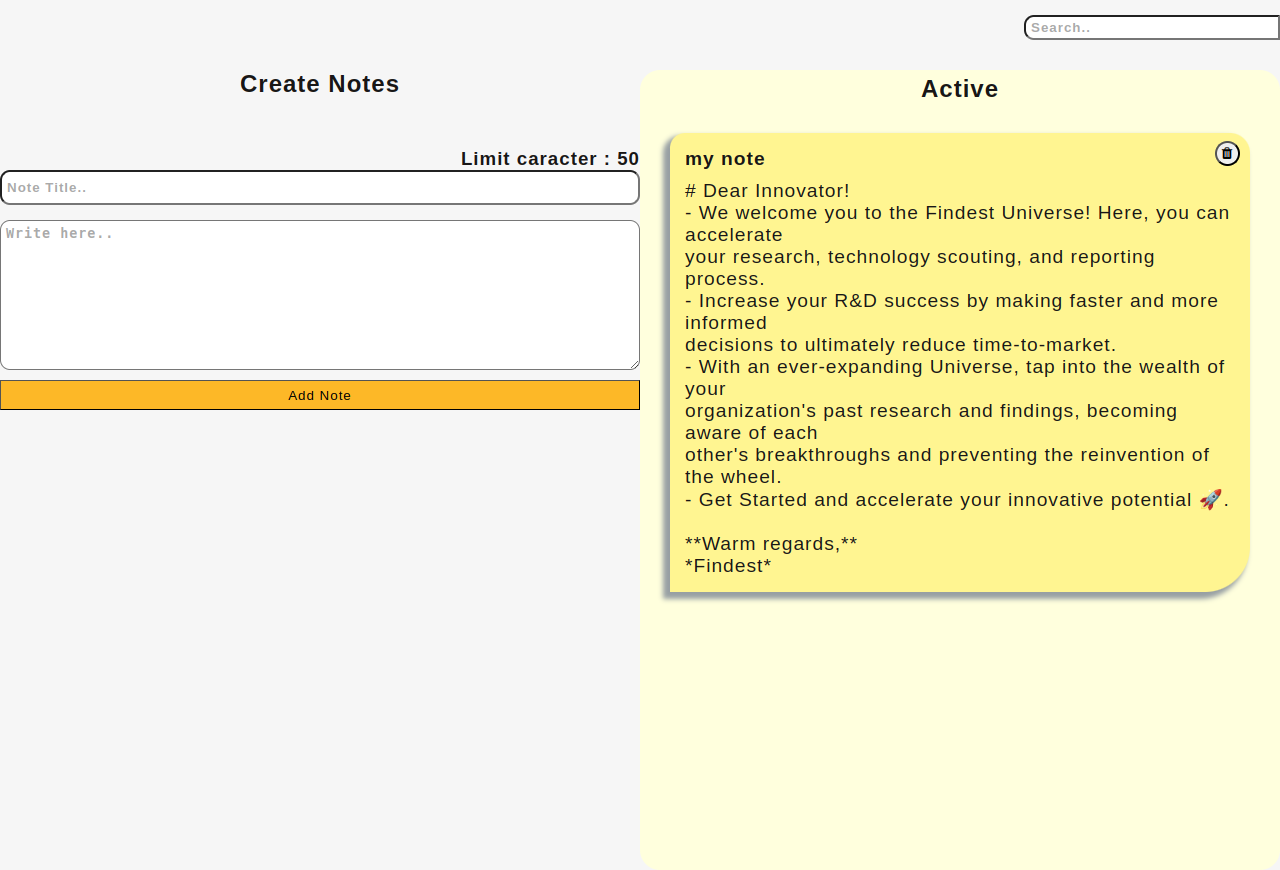 Search..
Create Notes
Limit caracter : 50
Note Title..
Write here..
Add Note
Active
my note
# Dear Innovator!
- We welcome you to the Findest Universe! Here, you can
accelerate
your research, technology scouting, and reporting
process.
- Increase your R&D success by making faster and more
informed
decisions to ultimately reduce time-to-market.
- With an ever-expanding Universe, tap into the wealth of
your
organization's past research and findings, becoming
aware of each
other's breakthroughs and preventing the reinvention of
the wheel.
- Get Started and accelerate your innovative potential 🚀.
**Warm regards,**
*Findest*